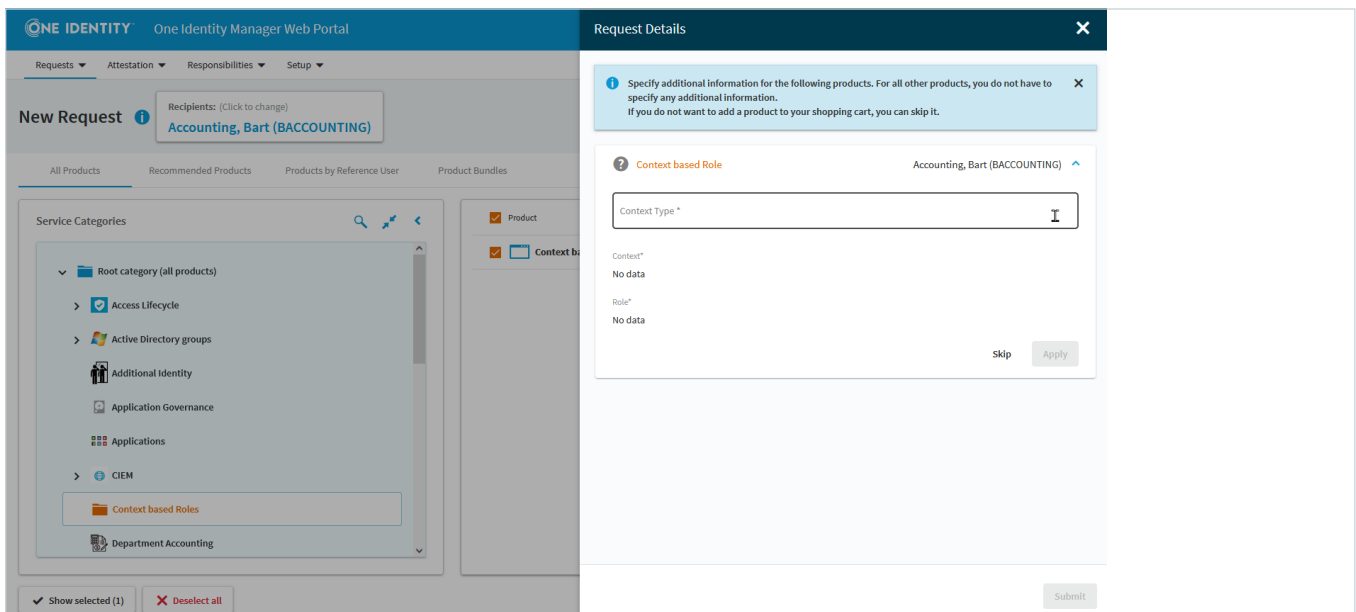 ONE IDENTITY One Identity Manager Web Portal
Requests Attestation Responsibilities Setup
New Request
Recipients: (Click to change)
Accounting, Bart (BACCOUNTING)
All Products Recommended Products Products by Reference User Product Bundles
Service Categories
Root category (all products)
Access Lifecycle
Active Directory groups
Additional Identity
Application Governance
Applications
CIEM
Context based Roles
Department Accounting
Show selected (1) Deselect all
Product
Context ba
Request Details
Specify additional information for the following products. For all other products, you do not have to
specify any additional information.
If you do not want to add a product to your shopping cart, you can skip it.
Context based Role Accounting, Bart (BACCOUNTING)
Context Type *
Context*
No data
Role*
No data
Skip Apply
Submit